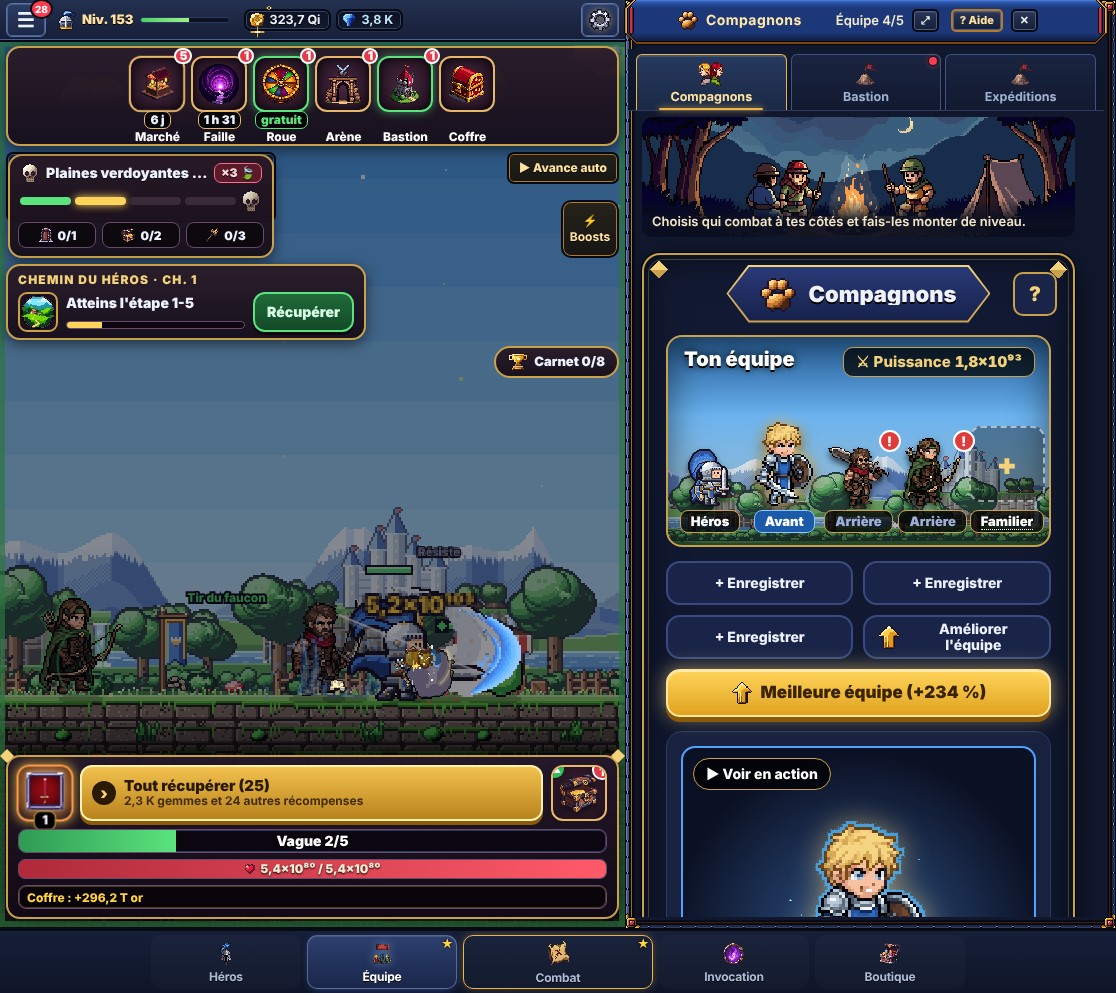 28
Niv. 153
323,7 Qi
3,8 K
5
1
1
1
1
6 j
1 h 31
gratuit
Marché
Faille
Roue
Arène
Bastion
Coffre
Plaines verdoyantes ...
×3
0/1
0/2
0/3
▶ Avance auto
Boosts
CHEMIN DU HÉROS · CH. 1
Atteins l'étape 1-5
Récupérer
Carnet 0/8
Résiste
Tir du faucon
5,2×10¹⁰¹
Tout récupérer (25)
2,3 K gemmes et 24 autres récompenses
1
Vague 2/5
5,4×10⁸⁰ / 5,4×10⁸⁰
Coffre : +296,2 T or
Compagnons
Équipe 4/5
? Aide
×
Compagnons
Bastion
Expéditions
Choisis qui combat à tes côtés et fais-les monter de niveau.
Compagnons
?
Ton équipe
Puissance 1,8×10⁹³
!
!
+
Héros
Avant
Arrière
Arrière
Familier
+ Enregistrer
+ Enregistrer
+ Enregistrer
Améliorer
l'équipe
Meilleure équipe (+234 %)
▶ Voir en action
Héros
Équipe
Combat
Invocation
Boutique